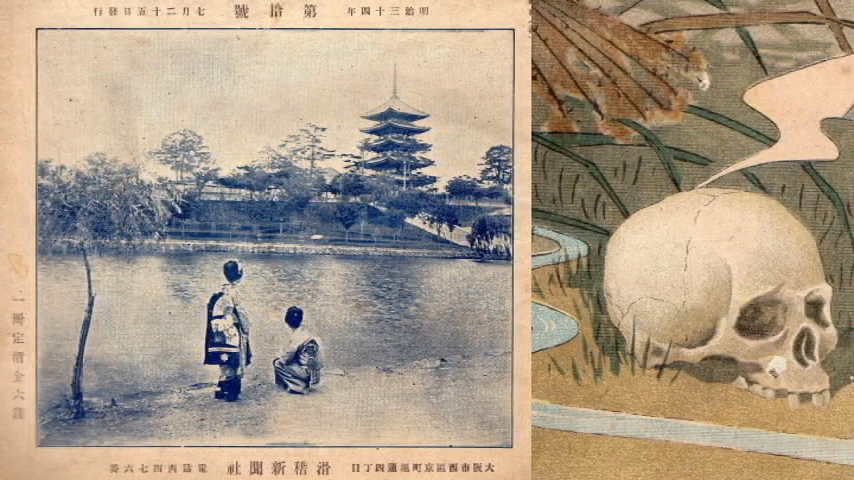 明治三十四年 第拾號 七月二十五日發行
一冊定價金六錢
大阪市西區京町堀通四丁目 滑稽新聞社 電話西四七六番